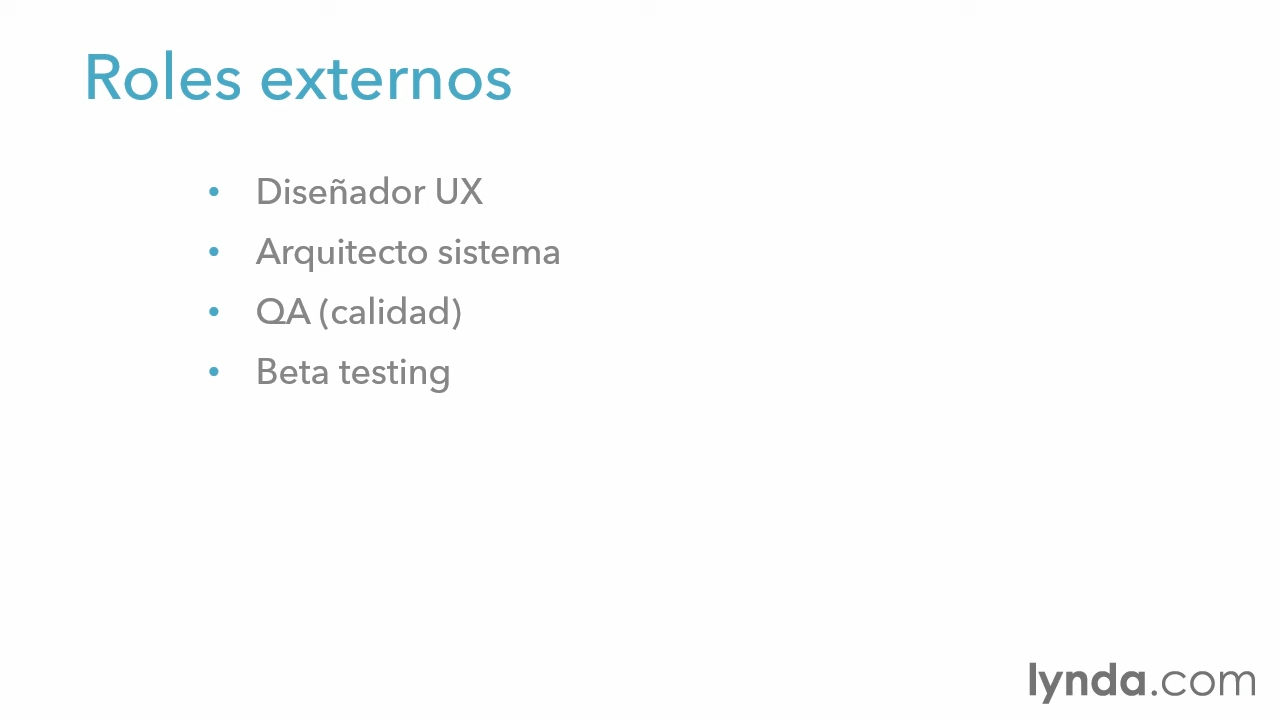 Roles externos
• Diseñador UX
• Arquitecto sistema
• QA (calidad)
• Beta testing
lynda.com